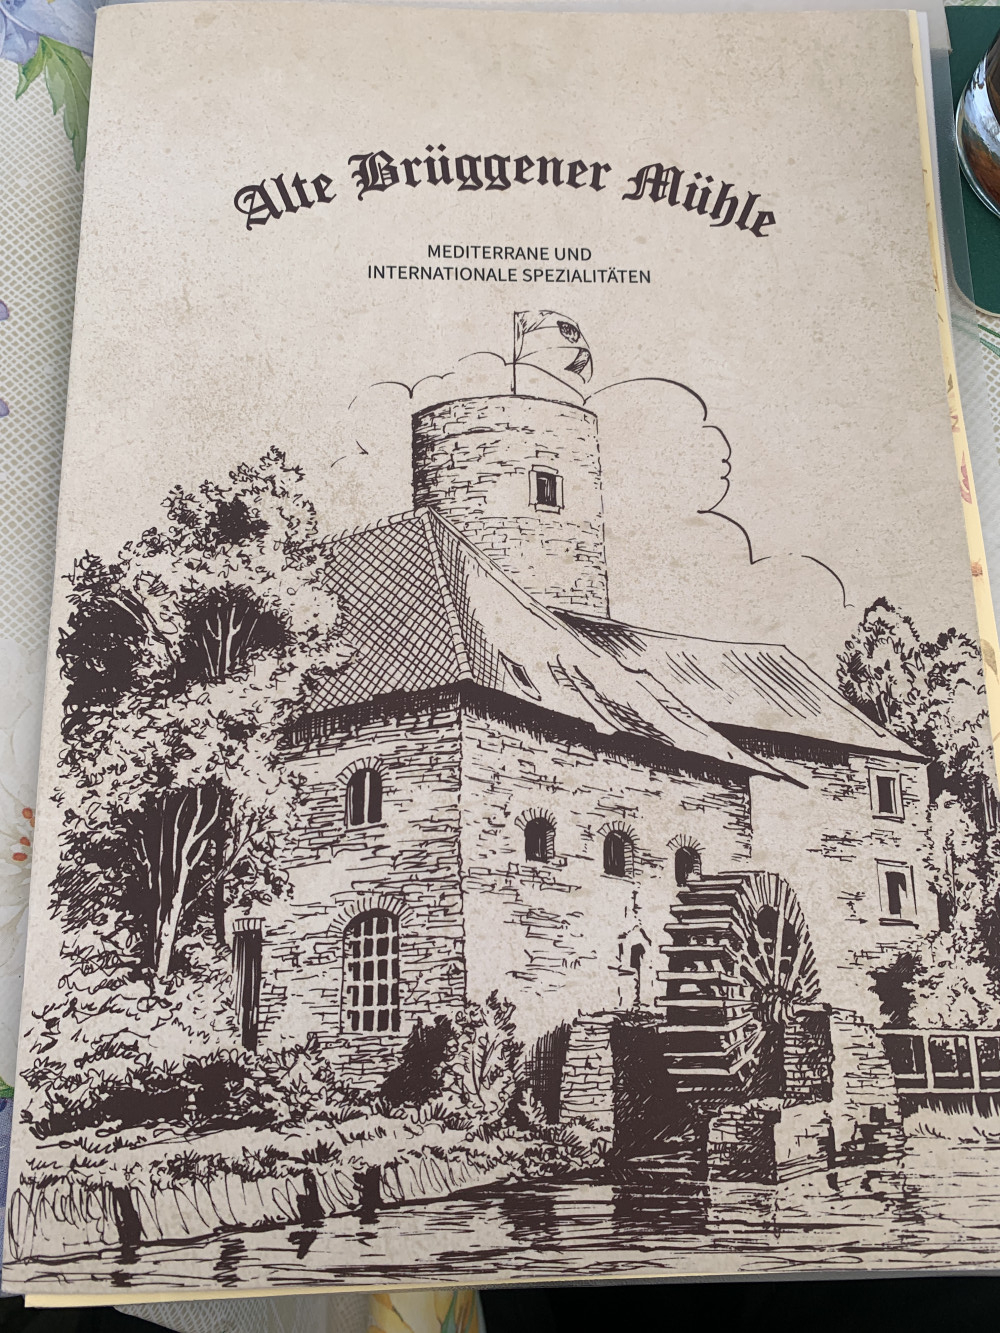 Alte Brüggener Mühle
MEDITERRANE UND
INTERNATIONALE SPEZIALITÄTEN